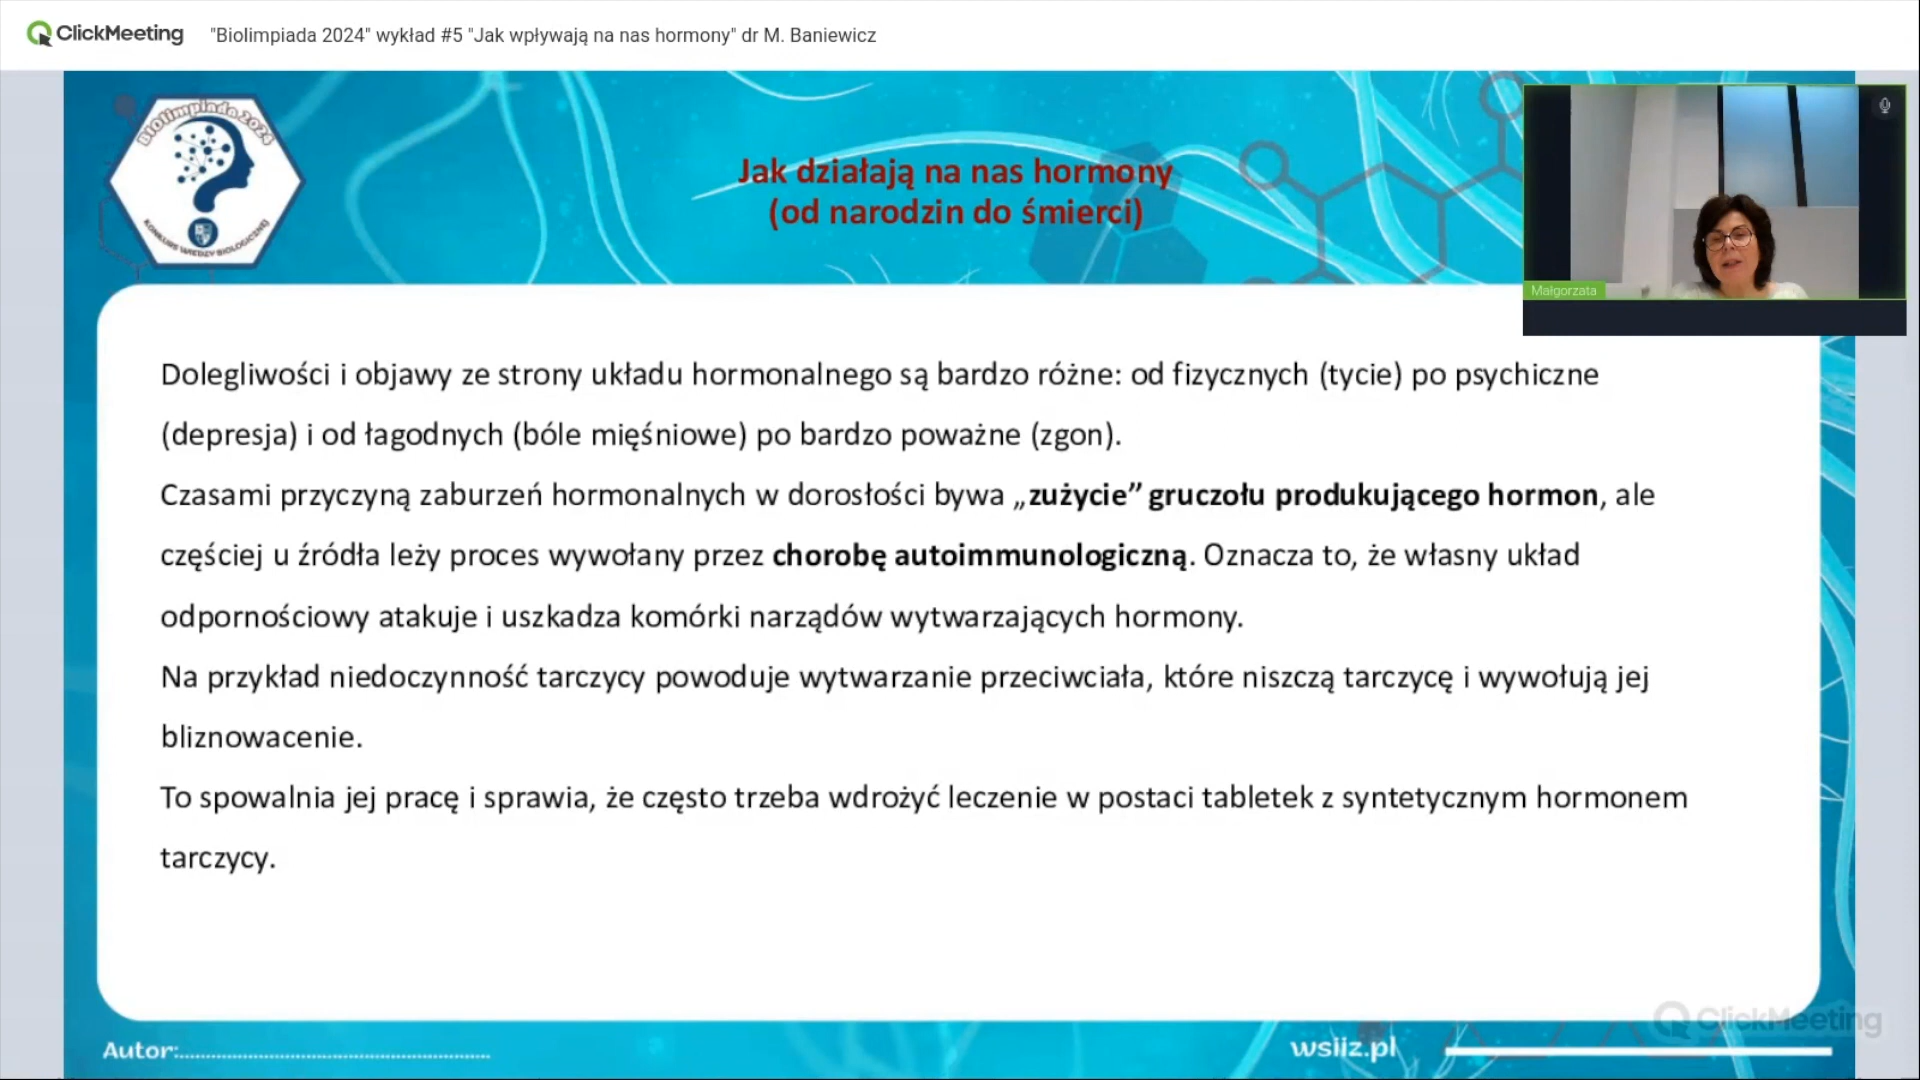 ClickMeeting "Biolimpiada 2024" wykład #5 "Jak wpływają na nas hormony" dr M. Baniewicz
Biolimpiada 2024
KONKURS WIEDZY BIOLOGICZNEJ
Jak działają na nas hormony
(od narodzin do śmierci)
Małgorzata
Dolegliwości i objawy ze strony układu hormonalnego są bardzo różne: od fizycznych (tycie) po psychiczne
(depresja) i od łagodnych (bóle mięśniowe) po bardzo poważne (zgon).
Czasami przyczyną zaburzeń hormonalnych w dorosłości bywa „zużycie” gruczołu produkującego hormon, ale
częściej u źródła leży proces wywołany przez chorobę autoimmunologiczną. Oznacza to, że własny układ
odpornościowy atakuje i uszkadza komórki narządów wytwarzających hormony.
Na przykład niedoczynność tarczycy powoduje wytwarzanie przeciwciała, które niszczą tarczycę i wywołują jej
bliznowacenie.
To spowalnia jej pracę i sprawia, że często trzeba wdrożyć leczenie w postaci tabletek z syntetycznym hormonem
tarczycy.
ClickMeeting
Autor:....................................................
wsiiz.pl